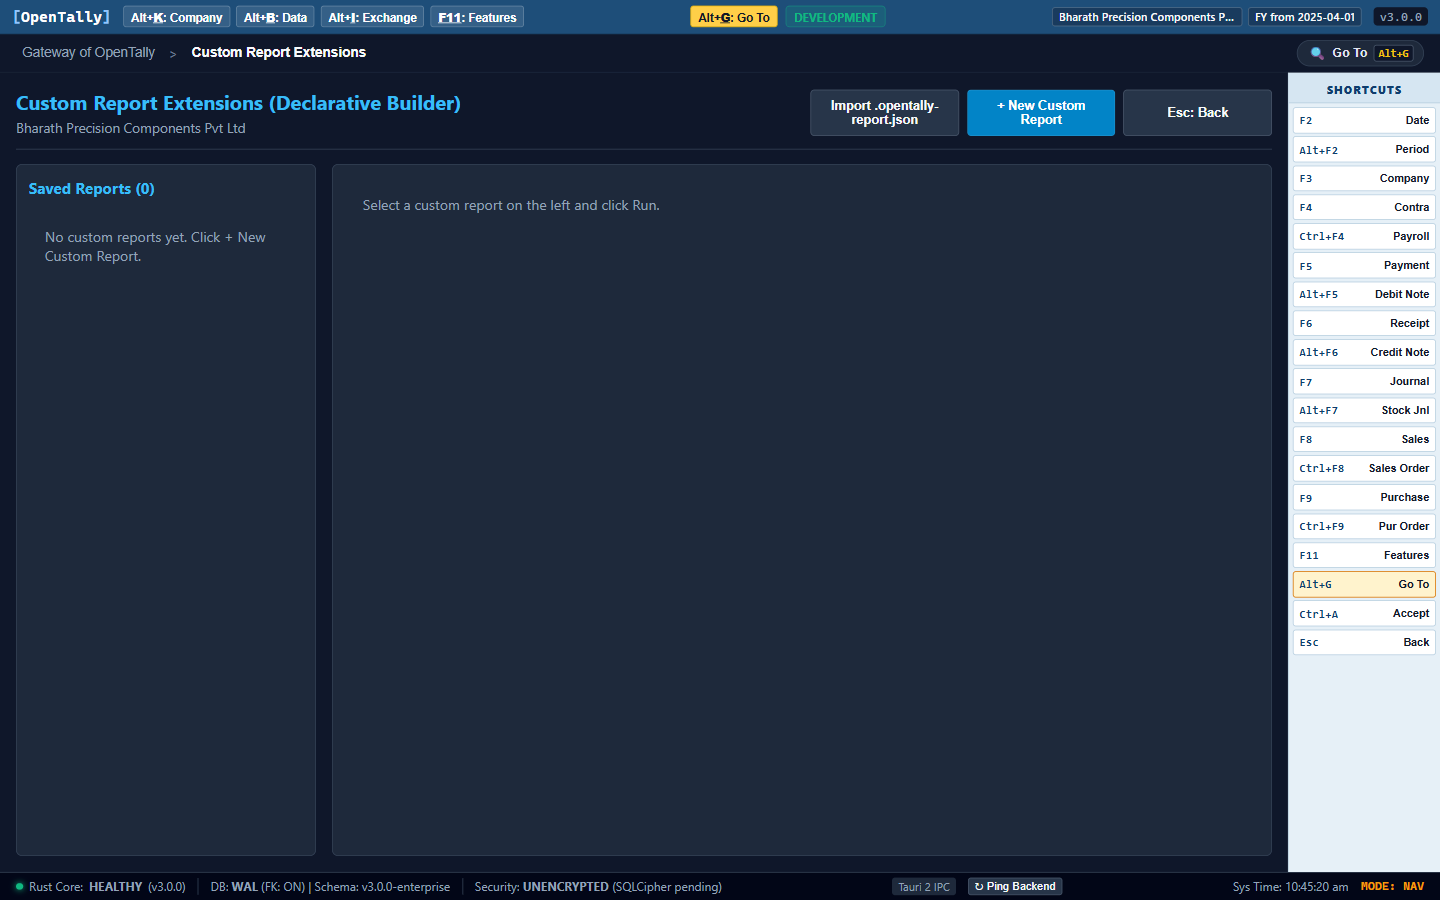 [OpenTally] Alt+K: Company Alt+B: Data Alt+I: Exchange F11: Features Alt+G: Go To DEVELOPMENT Bharath Precision Components P... FY from 2025-04-01 v3.0.0
Gateway of OpenTally > Custom Report Extensions Go To Alt+G
Custom Report Extensions (Declarative Builder)
Bharath Precision Components Pvt Ltd
Import .opentally-
report.json
+ New Custom
Report
Esc: Back
Saved Reports (0)
No custom reports yet. Click + New
Custom Report.
Select a custom report on the left and click Run.
SHORTCUTS
F2 Date
Alt+F2 Period
F3 Company
F4 Contra
Ctrl+F4 Payroll
F5 Payment
Alt+F5 Debit Note
F6 Receipt
Alt+F6 Credit Note
F7 Journal
Alt+F7 Stock Jnl
F8 Sales
Ctrl+F8 Sales Order
F9 Purchase
Ctrl+F9 Pur Order
F11 Features
Alt+G Go To
Ctrl+A Accept
Esc Back
Rust Core: HEALTHY (v3.0.0) DB: WAL (FK: ON) | Schema: v3.0.0-enterprise Security: UNENCRYPTED (SQLCipher pending) Tauri 2 IPC ↻ Ping Backend Sys Time: 10:45:20 am MODE: NAV